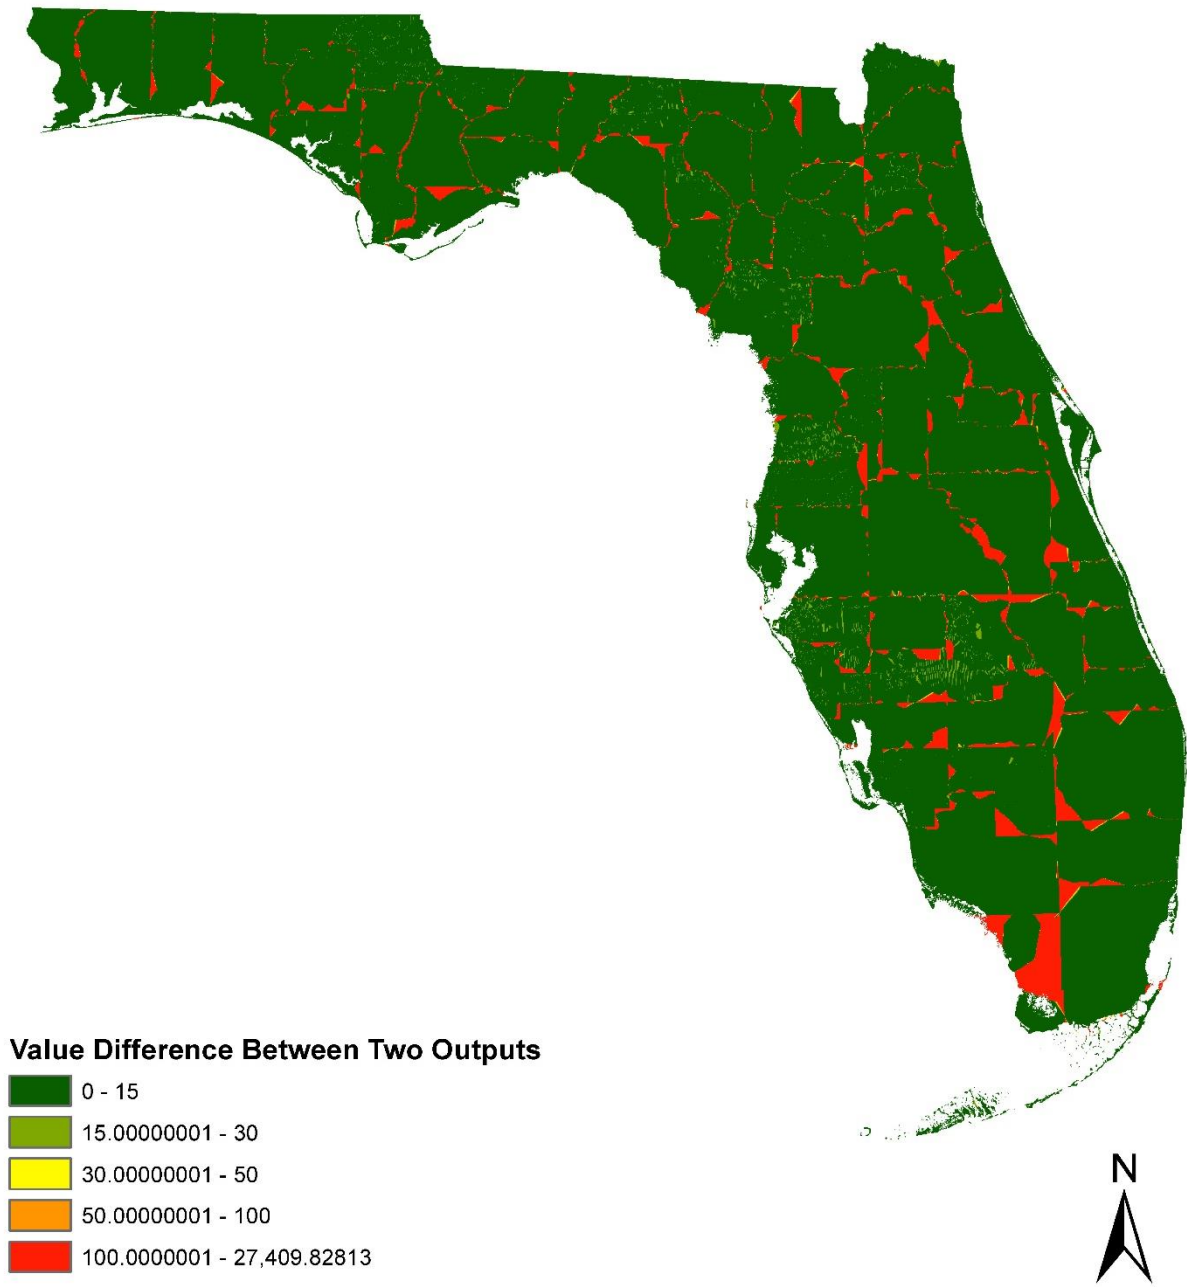 Value Difference Between Two Outputs
0 - 15
15.00000001 - 30
30.00000001 - 50
50.00000001 - 100
100.0000001 - 27,409.82813
N